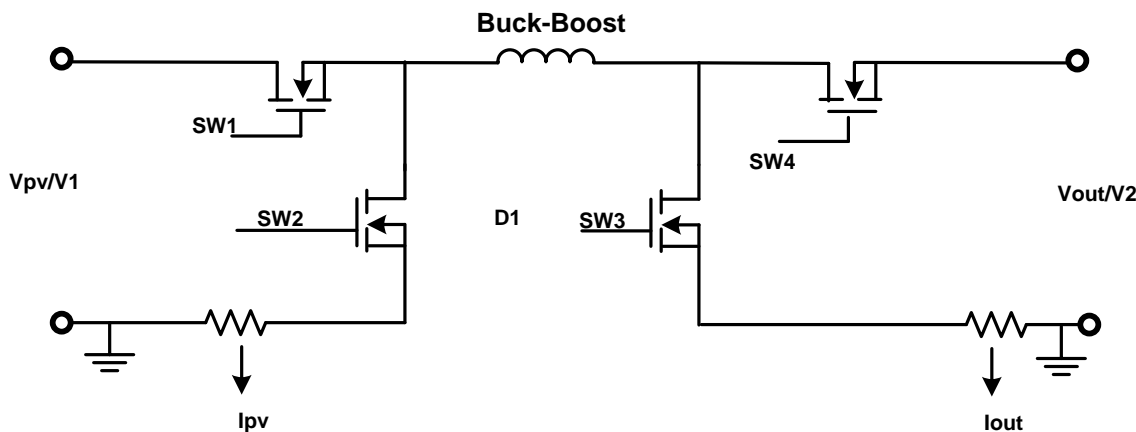 Buck-Boost
SW1
SW4
Vpv/V1
Vout/V2
SW2
D1
SW3
Ipv
Iout